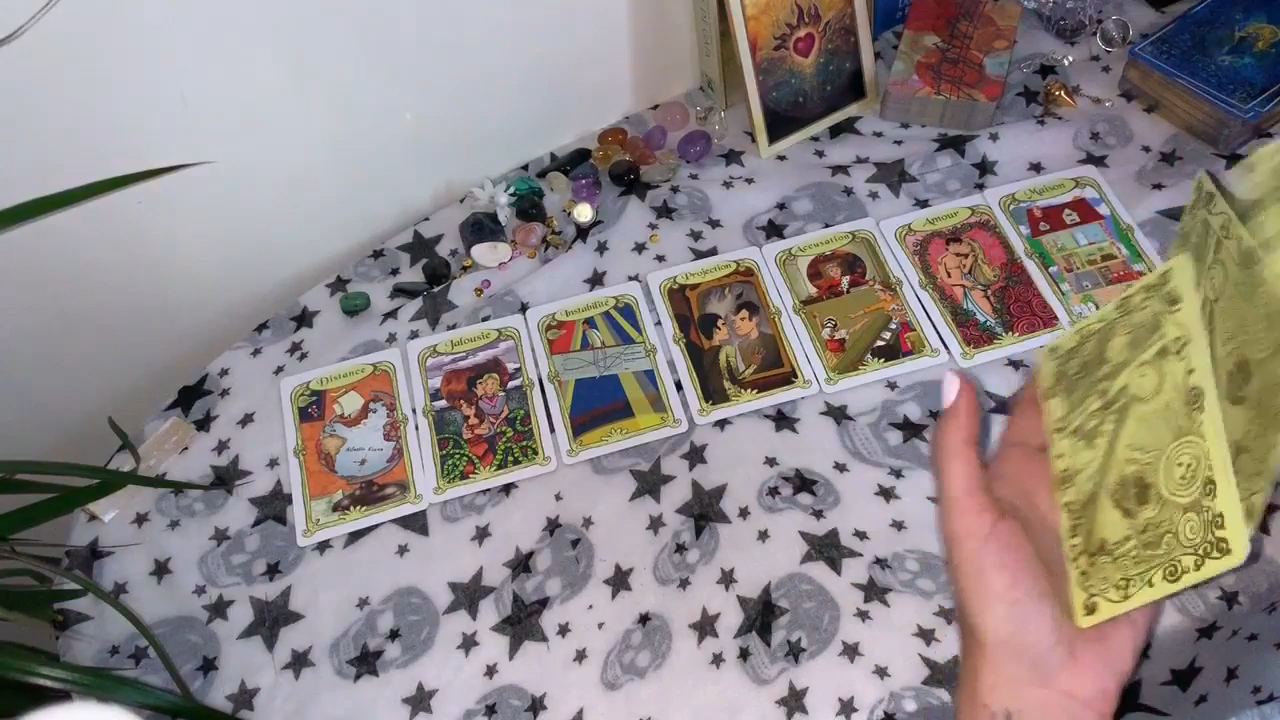 Distance
Jalousie
Instabilité
Projection
Accusation
Amour
Maison